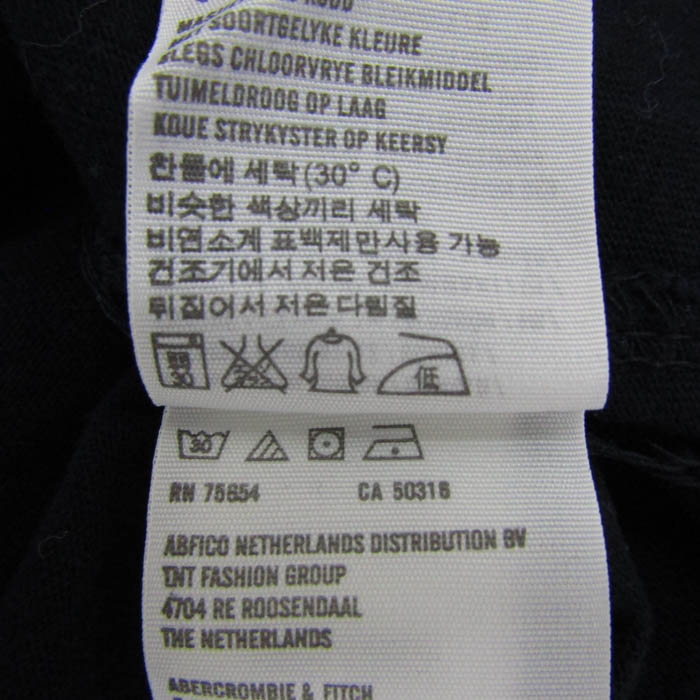 SOORTGELYKE KLEURE
SLEGS CHLOORVRYE BLEIKMIDDEL
TUIMELDROOG OP LAAG
KOUE STRYKYSTER OP KEERSY
찬물에 세탁(30° C)
비슷한 색상끼리 세탁
비염소계 표백제만사용 가능
건조기에서 저온 건조
뒤집어서 저온다림질
30
低
30
RN 75654 CA 50316
ABFICO NETHERLANDS DISTRIBUTION BV
TNT FASHION GROUP
4704 RE ROOSENDAAL
THE NETHERLANDS
ABERCROMBIE & FITCH